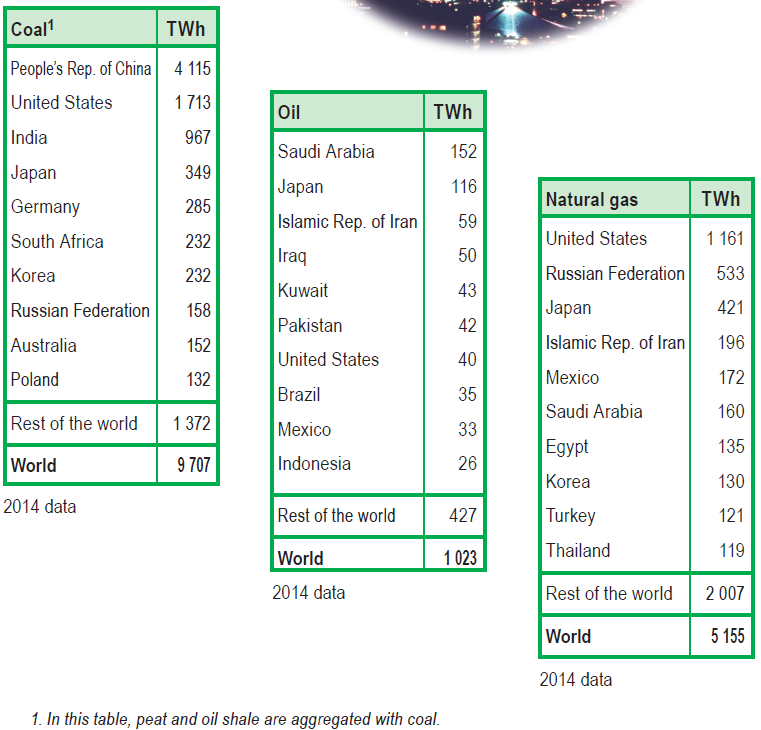 Coal¹ TWh
People's Rep. of China 4 115
United States 1 713
India 967
Japan 349
Germany 285
South Africa 232
Korea 232
Russian Federation 158
Australia 152
Poland 132
Rest of the world 1 372
World 9 707
2014 data
Oil TWh
Saudi Arabia 152
Japan 116
Islamic Rep. of Iran 59
Iraq 50
Kuwait 43
Pakistan 42
United States 40
Brazil 35
Mexico 33
Indonesia 26
Rest of the world 427
World 1 023
2014 data
Natural gas TWh
United States 1 161
Russian Federation 533
Japan 421
Islamic Rep. of Iran 196
Mexico 172
Saudi Arabia 160
Egypt 135
Korea 130
Turkey 121
Thailand 119
Rest of the world 2 007
World 5 155
2014 data
1. In this table, peat and oil shale are aggregated with coal.